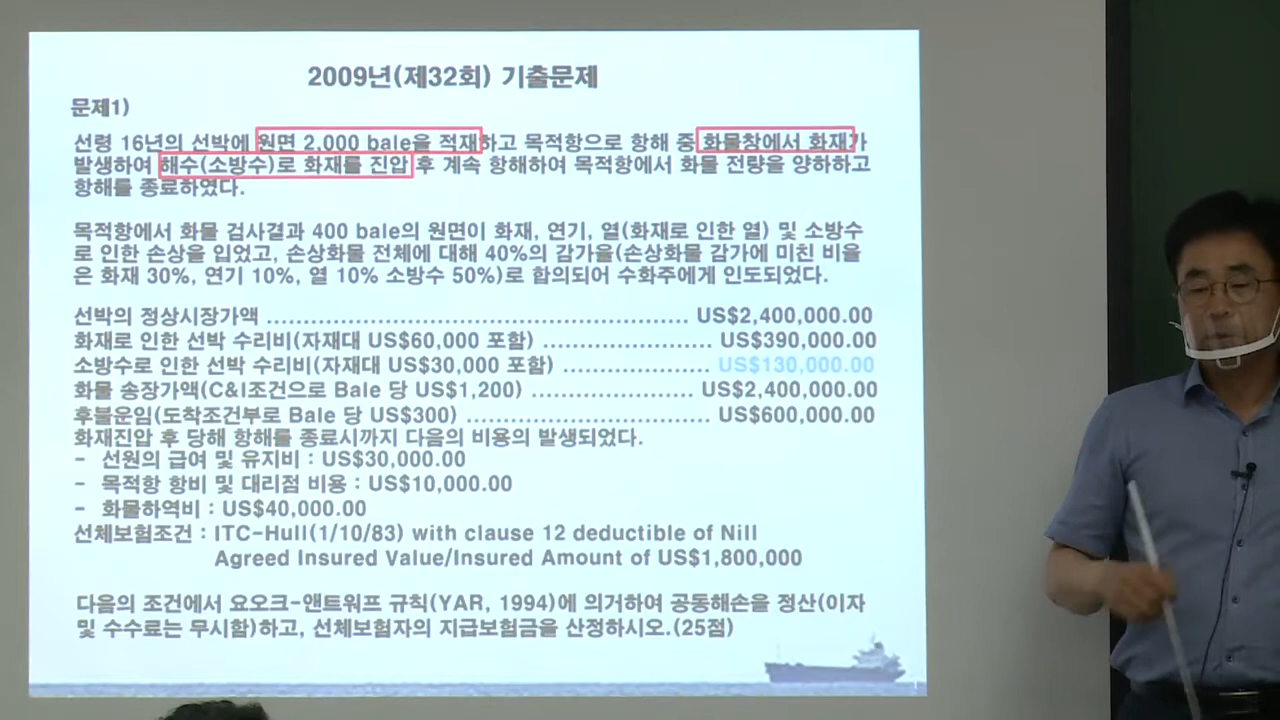 2009년(제32회) 기출문제
문제1)
선령 16년의 선박에 원면 2,000 bale을 적재하고 목적항으로 항해 중 화물창에서 화재가
발생하여 해수(소방수)로 화재를 진압 후 계속 항해하여 목적항에서 화물 전량을 양하하고
항해를 종료하였다.
목적항에서 화물 검사결과 400 bale의 원면이 화재, 연기, 열(화재로 인한 열) 및 소방수
로 인한 손상을 입었고, 손상화물 전체에 대해 40%의 감가율(손상화물 감가에 미친 비율
은 화재 30%, 연기 10%, 열 10% 소방수 50%)로 합의되어 수화주에게 인도되었다.
선박의 정상시장가액 ................................................................ US$2,400,000.00
화재로 인한 선박 수리비(자재대 US$60,000 포함) ......................... US$390,000.00
소방수로 인한 선박 수리비(자재대 US$30,000 포함) ...................... US$130,000.00
화물 송장가액(C&I조건으로 Bale 당 US$1,200) ........................ US$2,400,000.00
후불운임(도착조건부로 Bale 당 US$300) ................................... US$600,000.00
화재진압 후 당해 항해를 종료시까지 다음의 비용의 발생되었다.
- 선원의 급여 및 유지비 : US$30,000.00
- 목적항 항비 및 대리점 비용 : US$10,000.00
- 화물하역비 : US$40,000.00
선체보험조건 : ITC-Hull(1/10/83) with clause 12 deductible of Nill
Agreed Insured Value/Insured Amount of US$1,800,000
다음의 조건에서 요오크-앤트워프 규칙(YAR, 1994)에 의거하여 공동해손을 정산(이자
및 수수료는 무시함)하고, 선체보험자의 지급보험금을 산정하시오.(25점)